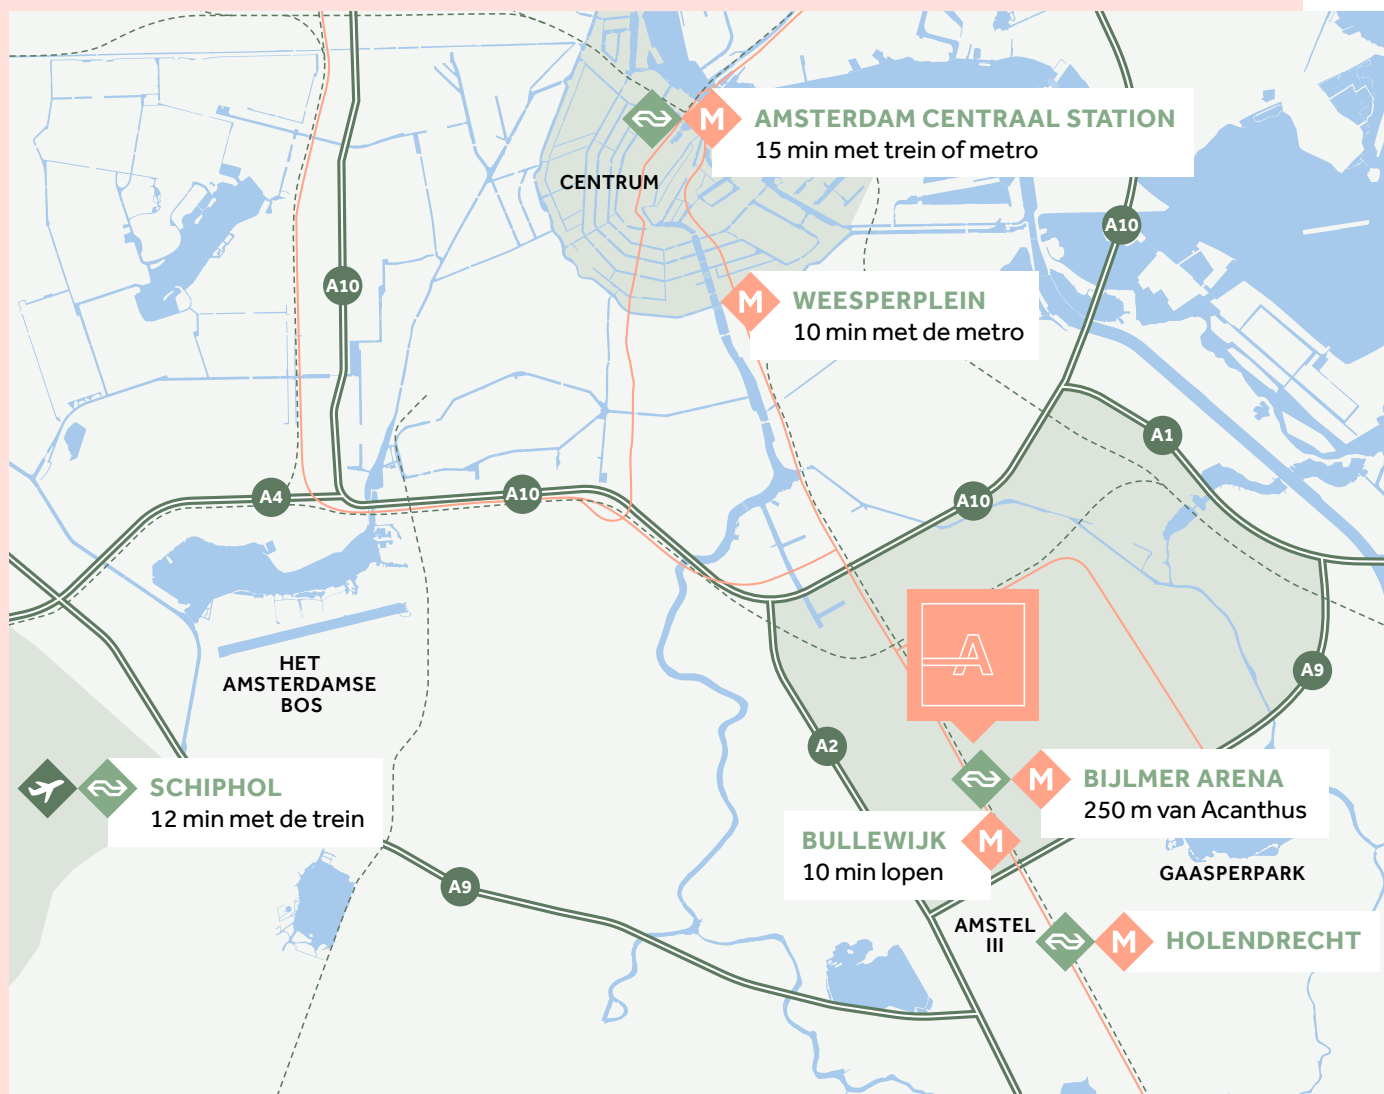 M
AMSTERDAM CENTRAAL STATION
15 min met trein of metro
CENTRUM
A10
A10
M
WEESPERPLEIN
10 min met de metro
A1
A4
A10
A10
A
HET
AMSTERDAMSE
BOS
A9
A2
SCHIPHOL
12 min met de trein
M
BIJLMER ARENA
250 m van Acanthus
BULLEWIJK
M
10 min lopen
GAASPERPARK
A9
AMSTEL
III
M
HOLENDRECHT